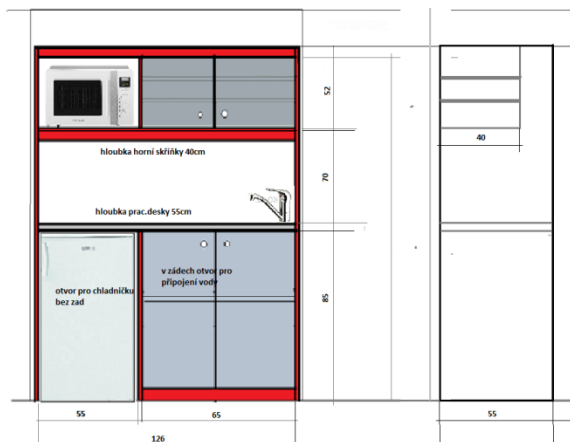 52
hloubka horní skříňky 40cm
40
70
hloubka prac.desky 55cm
v zádech otvor pro
připojení vody
otvor pro chladničku
bez zad
85
55
65
55
126